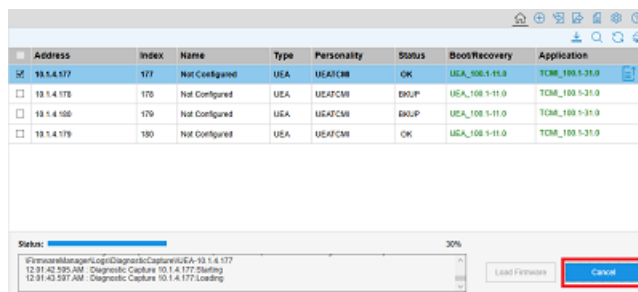 Address Index Name Type Personality Status Boot/Recovery Application
10.1.4.177 177 Not Configured UEA UEATCMI OK UEA_100.1-11.0 TCMI_100.1-31.0
10.1.4.178 178 Not Configured UEA UEATCMI BKUP UEA_100.1-11.0 TCMI_100.1-31.0
10.1.4.180 179 Not Configured UEA UEATCMI BKUP UEA_100.1-11.0 TCMI_100.1-31.0
10.1.4.179 180 Not Configured UEA UEATCMI OK UEA_100.1-11.0 TCMI_100.1-31.0
Status: 30%
\FirmwareManager\Logs\DiagnosticCapture\UEA-10.1.4.177
12:01:42.595 AM : Diagnostic Capture 10.1.4.177:Starting
12:01:43.597 AM : Diagnostic Capture 10.1.4.177:Loading
Load Firmware Cancel